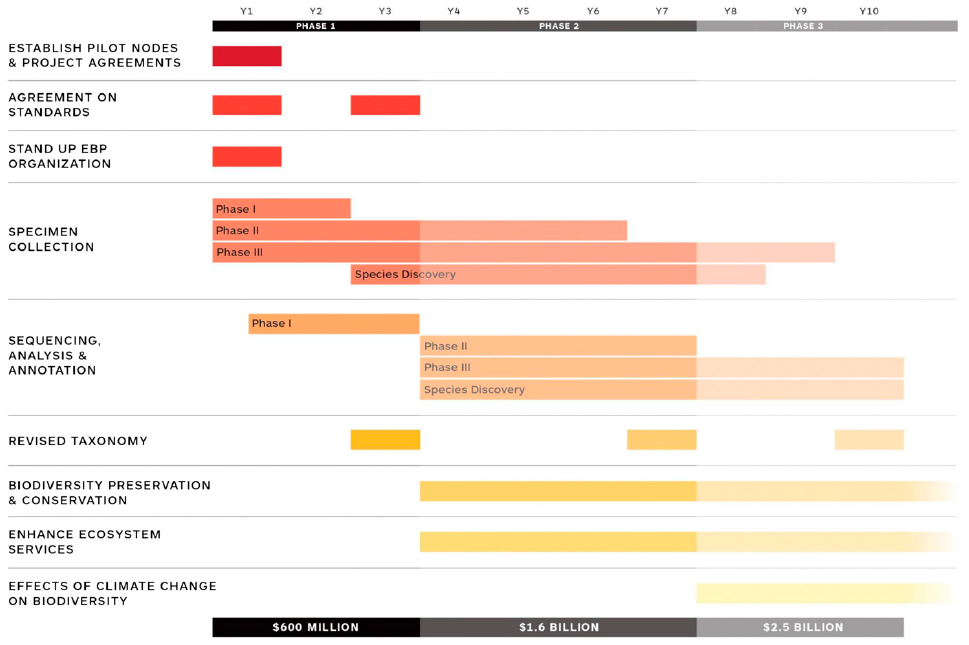 Y1 Y2 Y3 Y4 Y5 Y6 Y7 Y8 Y9 Y10
PHASE 1 PHASE 2 PHASE 3
ESTABLISH PILOT NODES
& PROJECT AGREEMENTS
AGREEMENT ON
STANDARDS
STAND UP EBP
ORGANIZATION
SPECIMEN
COLLECTION
Phase I
Phase II
Phase III
Species Discovery
SEQUENCING,
ANALYSIS &
ANNOTATION
Phase I
Phase II
Phase III
Species Discovery
REVISED TAXONOMY
BIODIVERSITY PRESERVATION
& CONSERVATION
ENHANCE ECOSYSTEM
SERVICES
EFFECTS OF CLIMATE CHANGE
ON BIODIVERSITY
$600 MILLION $1.6 BILLION $2.5 BILLION